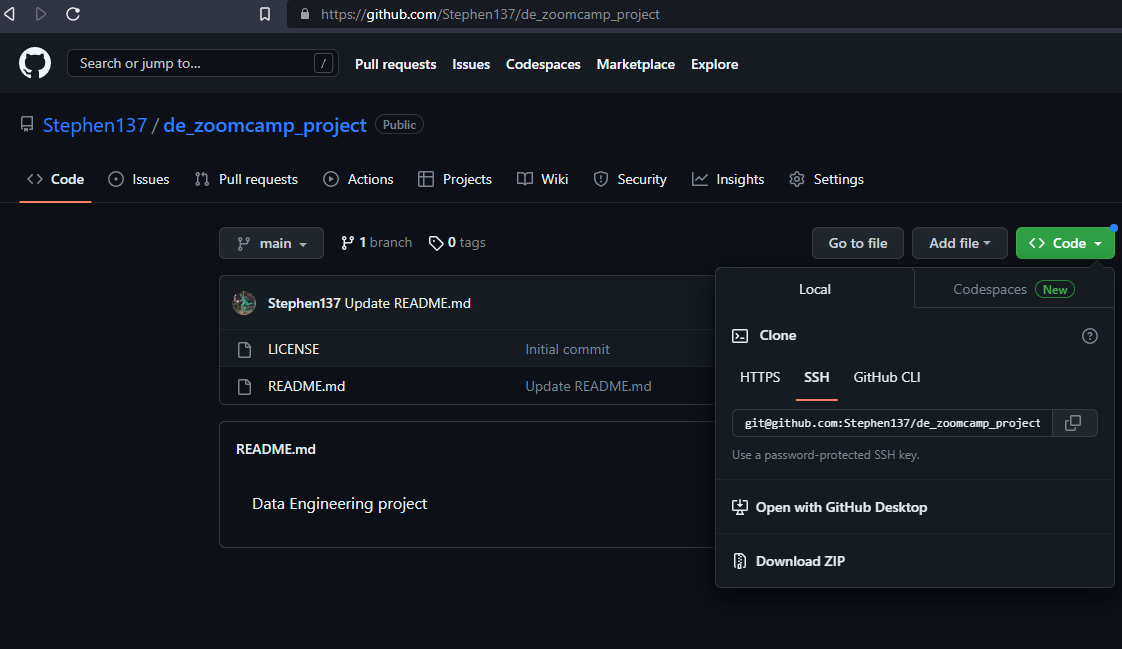 https://github.com/Stephen137/de_zoomcamp_project
Search or jump to... /
Pull requests Issues Codespaces Marketplace Explore
Stephen137 / de_zoomcamp_project Public
Code Issues Pull requests Actions Projects Wiki Security Insights Settings
main 1 branch 0 tags Go to file Add file Code
Stephen137 Update README.md
LICENSE Initial commit
README.md Update README.md
README.md
Data Engineering project
Local Codespaces New
Clone
HTTPS SSH GitHub CLI
git@github.com:Stephen137/de_zoomcamp_project
Use a password-protected SSH key.
Open with GitHub Desktop
Download ZIP